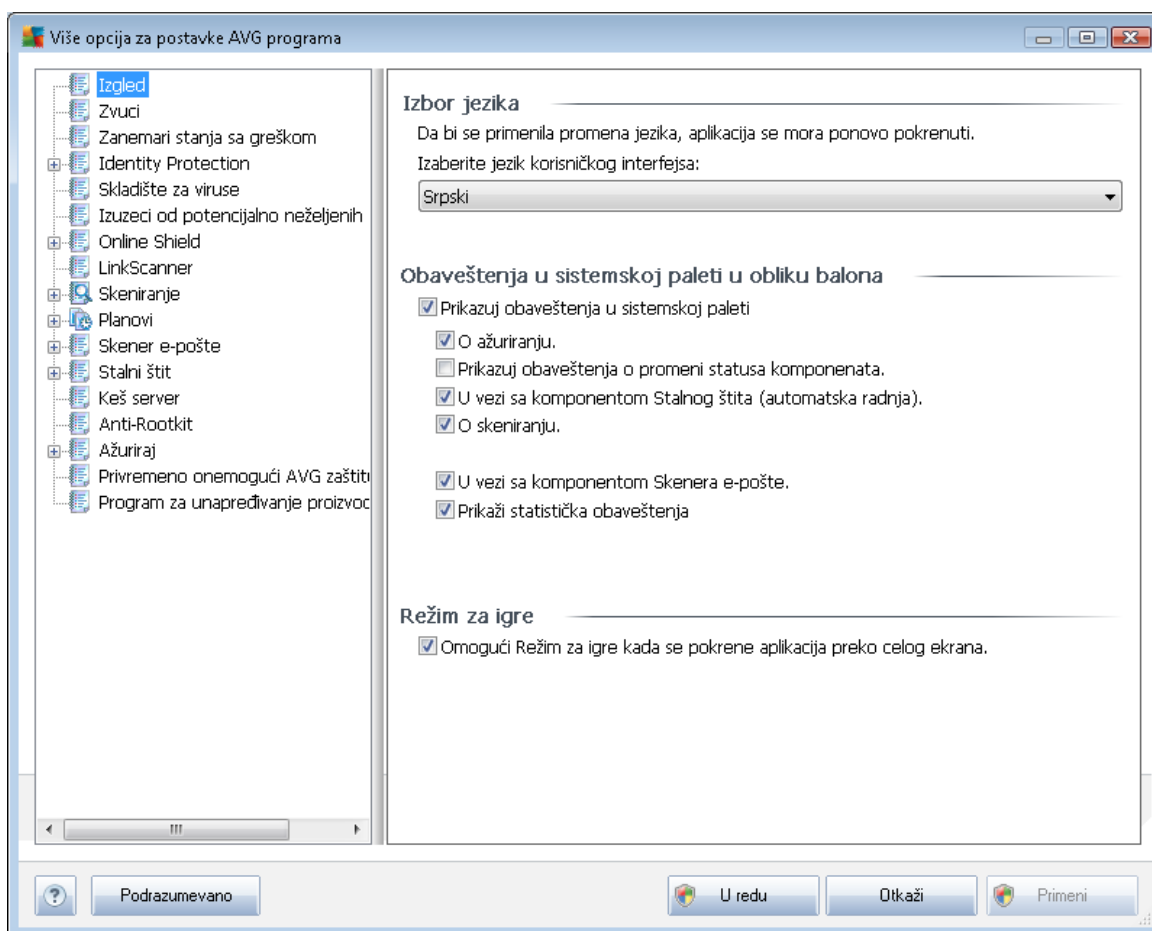 Više opcija za postavke AVG programa
Izgled
Zvuci
Zanemari stanja sa greškom
Identity Protection
Skladište za viruse
Izuzeci od potencijalno neželjenih
Online Shield
LinkScanner
Skeniranje
Planovi
Skener e-pošte
Stalni štit
Keš server
Anti-Rootkit
Ažuriraj
Privremeno onemogući AVG zaštitu
Program za unapređivanje proizvod
Izbor jezika
Da bi se primenila promena jezika, aplikacija se mora ponovo pokrenuti.
Izaberite jezik korisničkog interfejsa:
Srpski
Obaveštenja u sistemskoj paleti u obliku balona
Prikazuj obaveštenja u sistemskoj paleti
O ažuriranju.
Prikazuj obaveštenja o promeni statusa komponenata.
U vezi sa komponentom Stalnog štita (automatska radnja).
O skeniranju.
U vezi sa komponentom Skenera e-pošte.
Prikaži statistička obaveštenja
Režim za igre
Omogući Režim za igre kada se pokrene aplikacija preko celog ekrana.
?
Podrazumevano
U redu
Otkaži
Primeni